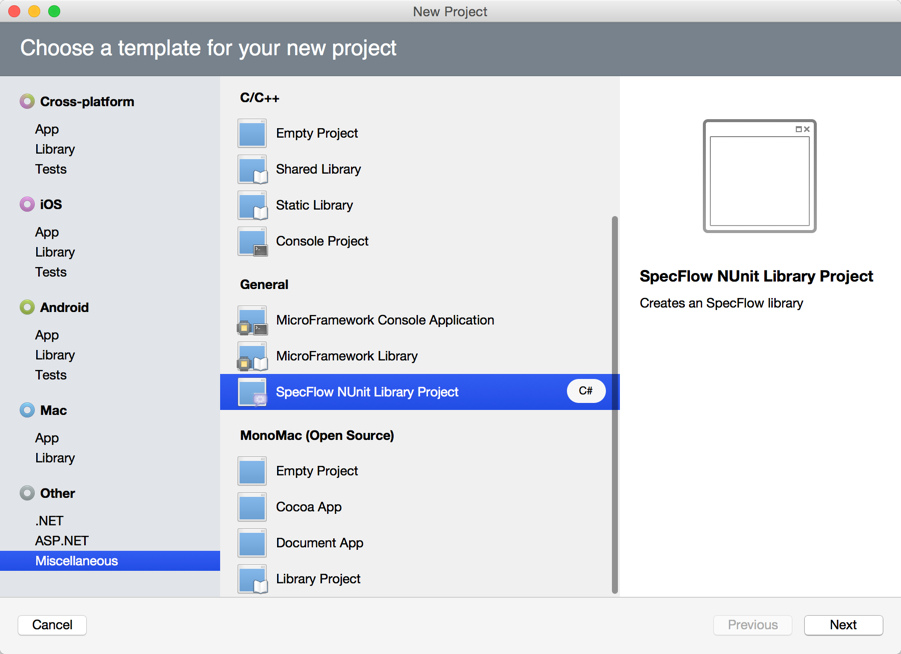 New Project
Choose a template for your new project
Cross-platform
App
Library
Tests
iOS
App
Library
Tests
Android
App
Library
Tests
Mac
App
Library
Other
.NET
ASP.NET
Miscellaneous
C/C++
Empty Project
Shared Library
Static Library
Console Project
General
MicroFramework Console Application
MicroFramework Library
SpecFlow NUnit Library Project
C#
MonoMac (Open Source)
Empty Project
Cocoa App
Document App
Library Project
SpecFlow NUnit Library Project
Creates an SpecFlow library
Cancel
Previous
Next